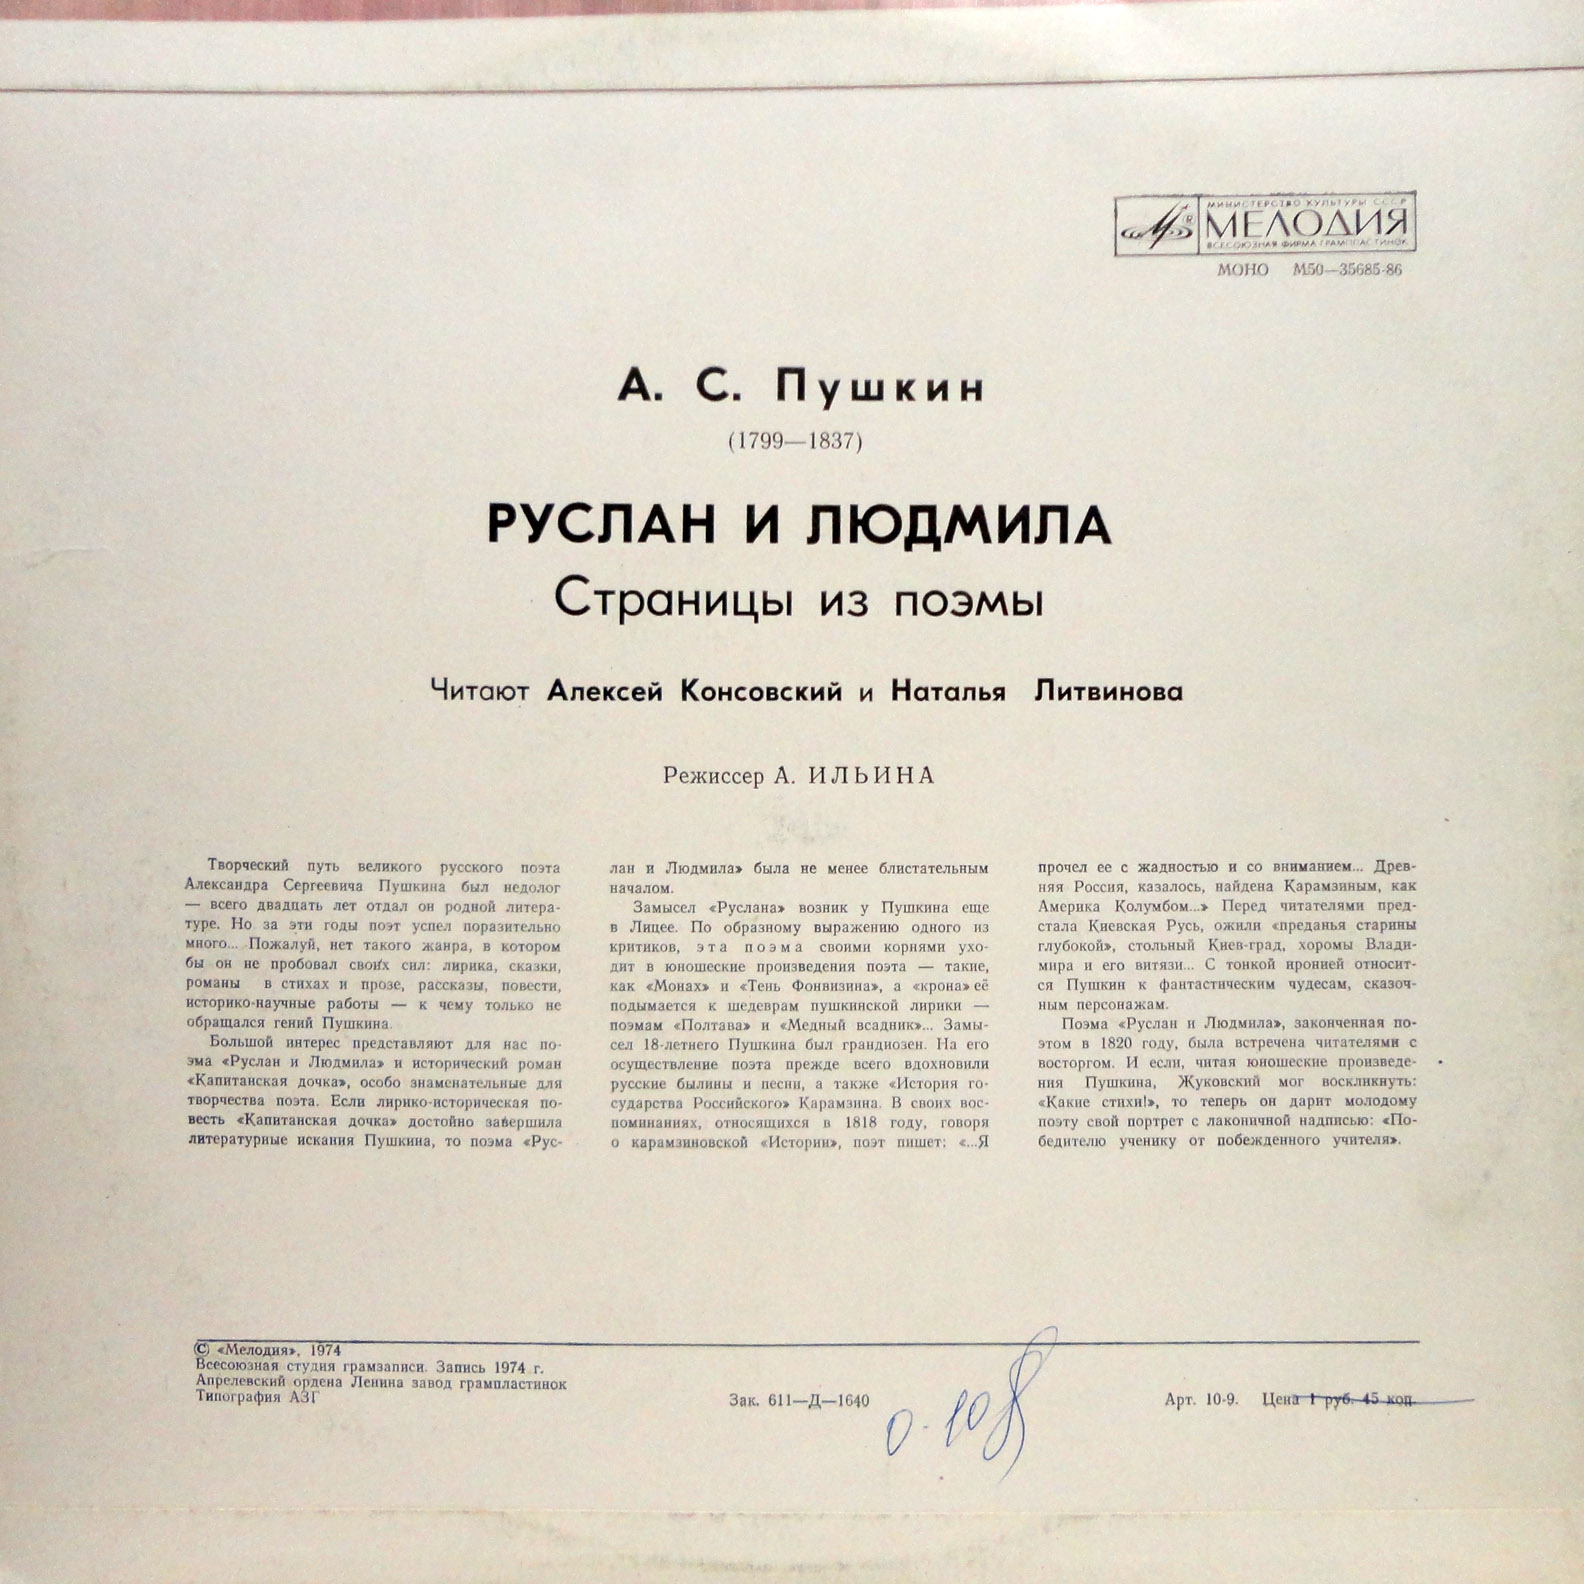 МИНИСТЕРСТВО КУЛЬТУРЫ СССР
МЕЛОДИЯ
ВСЕСОЮЗНАЯ ФИРМА ГРАМПЛАСТИНОК
МОНО М50—35685-86
А. С. Пушкин
(1799—1837)
РУСЛАН И ЛЮДМИЛА
Страницы из поэмы
Читают Алексей Консовский и Наталья Литвинова
Режиссер А. ИЛЬИНА
Творческий путь великого русского поэта
Александра Сергеевича Пушкина был недолог
— всего двадцать лет отдал он родной литера-
туре. Но за эти годы поэт успел поразительно
много... Пожалуй, нет такого жанра, в котором
бы он не пробовал своих сил: лирика, сказки,
романы в стихах и прозе, рассказы, повести,
историко-научные работы — к чему только не
обращался гений Пушкина.
Большой интерес представляют для нас по-
эма «Руслан и Людмила» и исторический роман
«Капитанская дочка», особо знаменательные для
творчества поэта. Если лирико-историческая по-
весть «Капитанская дочка» достойно завершила
литературные искания Пушкина, то поэма «Рус-
лан и Людмила» была не менее блистательным
началом.
Замысел «Руслана» возник у Пушкина еще
в Лицее. По образному выражению одного из
критиков, эта поэма своими корнями ухо-
дит в юношеские произведения поэта — такие,
как «Монах» и «Тень Фонвизина», а «крона» её
подымается к шедеврам пушкинской лирики —
поэмам «Полтава» и «Медный всадник»... Замы-
сел 18-летнего Пушкина был грандиозен. На его
осуществление поэта прежде всего вдохновили
русские былины и песни, а также «История го-
сударства Российского» Карамзина. В своих вос-
поминаниях, относящихся в 1818 году, говоря
о карамзиновской «Истории», поэт пишет: «...Я
прочел ее с жадностью и со вниманием... Древ-
няя Россия, казалось, найдена Карамзиным, как
Америка Колумбом...» Перед читателями пред-
стала Киевская Русь, ожили «преданья старины
глубокой», стольный Киев-град, хоромы Влади-
мира и его витязи... С тонкой иронией относит-
ся Пушкин к фантастическим чудесам, сказоч-
ным персонажам.
Поэма «Руслан и Людмила», законченная по-
этом в 1820 году, была встречена читателями с
восторгом. И если, читая юношеские произведе-
ния Пушкина, Жуковский мог воскликнуть:
«Какие стихи!», то теперь он дарит молодому
поэту свой портрет с лаконичной надписью: «По-
бедителю ученику от побежденного учителя».
© «Мелодия», 1974
Всесоюзная студия грамзаписи. Запись 1974 г.
Апрелевский ордена Ленина завод грампластинок
Типография АЗГ
Зак. 611—Д—1640
0-10
Арт. 10-9. Цена 1 руб. 45 коп.